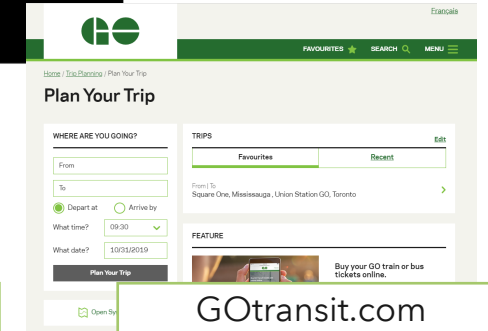 Français
GO
FAVOURITES SEARCH MENU
Home / Trip Planning / Plan Your Trip
Plan Your Trip
WHERE ARE YOU GOING?
From
To
Depart at Arrive by
What time? 09:30
What date? 10/31/2019
Plan Your Trip
TRIPS Edit
Favourites Recent
From | To
Square One, Mississauga , Union Station GO, Toronto
FEATURE
Buy your GO train or bus
tickets online.
Open Sy
GOtransit.com